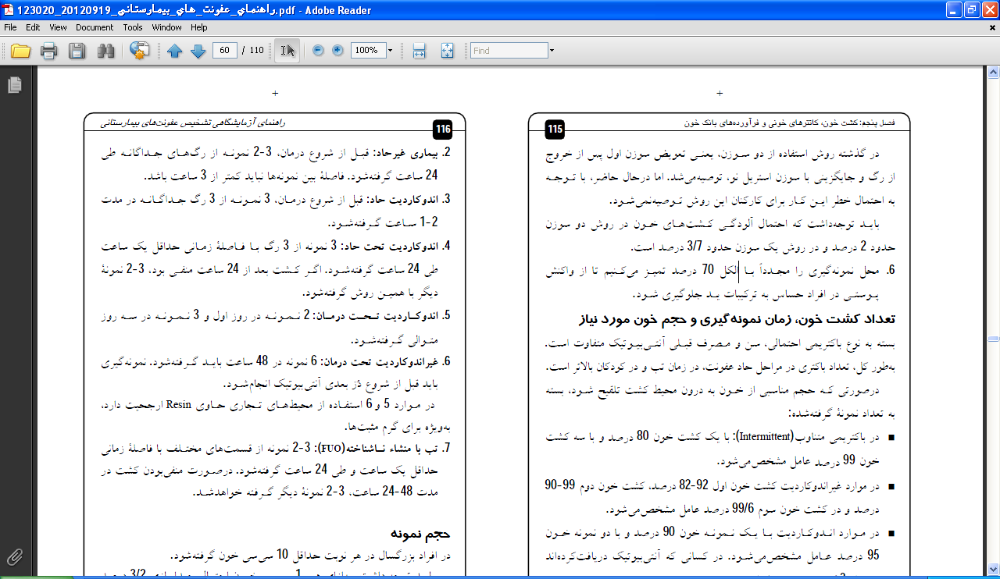 123020_20120919_راهنماي_عفونت_هاي_بيمارستاني.pdf - Adobe Reader
File Edit View Document Tools Window Help
60 / 110 100% Find
فصل پنجم: کشت خون، کاتترهای خونی و فرآورده‌های بانک خون 115
در گذشته روش استفاده از دو سوزن، یعنی تعویض سوزن اول پس از خروج
از رگ و جایگزینی با سوزن استریل نو، توصیه‌می‌شد. اما درحال حاضر، با توجه
به احتمال خطر این کار برای کارکنان این روش توصیه‌نمی‌شود.
باید توجه‌داشت که احتمال آلودگی کشت‌های خون در روش دو سوزن
حدود 2 درصد و در روش یک سوزن حدود 3/7 درصد است.
6. محل نمونه‌گیری را مجدداً با الکل 70 درصد تمیز می‌کنیم تا از واکنش
پوستی در افراد حساس به ترکیبات ید جلوگیری شود.
تعداد کشت خون، زمان نمونه‌گیری و حجم خون مورد نیاز
بسته به نوع باکتریمی احتمالی، سن و مصرف قبلی آنتی‌بیوتیک متفاوت است.
به‌طور کل، تعداد باکتری در مراحل حاد عفونت، در زمان تب و در کودکان بالاتر است.
درصورتی که حجم مناسبی از خون به درون محیط کشت تلقیح شود، بسته
به تعداد نمونهٔ گرفته‌شده:
■ در باکتریمی متناوب(Intermittent): با یک کشت خون 80 درصد و با سه کشت
خون 99 درصد عامل مشخص‌می‌شود.
■ در موارد غیراندوکاردیت کشت خون اول 92-82 درصد، کشت خون دوم 99-90
درصد و در کشت خون سوم 99/6 درصد عامل مشخص‌می‌شود.
■ در موارد اندوکاردیت با یک نمونه خون 90 درصد و با دو نمونه خون
95 درصد عامل مشخص‌می‌شود. در کسانی که آنتی‌بیوتیک دریافت‌کرده‌اند
116 راهنمای آزمایشگاهی تشخیص عفونت‌های بیمارستانی
2. بیماری غیرحاد: قبل از شروع درمان، 3-2 نمونه از رگ‌های جداگانه طی
24 ساعت گرفته‌شود. فاصلهٔ بین نمونه‌ها نباید کمتر از 3 ساعت باشد.
3. اندوکاردیت حاد: قبل از شروع درمان، 3 نمونه از 3 رگ جداگانه در مدت
2-1 ساعت گرفته‌شود.
4. اندوکاردیت تحت حاد: 3 نمونه از 3 رگ با فاصلهٔ زمانی حداقل یک ساعت
طی 24 ساعت گرفته‌شود. اگر کشت بعد از 24 ساعت منفی بود، 3-2 نمونهٔ
دیگر با همین روش گرفته‌شود.
5. اندوکاردیت تحت درمان: 2 نمونه در روز اول و 3 نمونه در سه روز
متوالی گرفته‌شود.
6. غیراندوکاردیت تحت درمان: 6 نمونه در 48 ساعت باید گرفته‌شود. نمونه‌گیری
باید قبل از شروع دُز بعدی آنتی‌بیوتیک انجام‌شود.
در موارد 5 و 6 استفاده از محیط‌های تجاری حاوی Resin ارجحیت دارد،
به‌ویژه برای گرم مثبت‌ها.
7. تب با منشاء ناشناخته(FUO): 3-2 نمونه از قسمت‌های مختلف با فاصلهٔ زمانی
حداقل یک ساعت و طی 24 ساعت گرفته‌شود. درصورت منفی‌بودن کشت در
مدت 48-24 ساعت، 3-2 نمونهٔ دیگر گرفته خواهدشد.
حجم نمونه
در افراد بزرگسال در هر نوبت حداقل 10 سی‌سی خون گرفته‌شود.